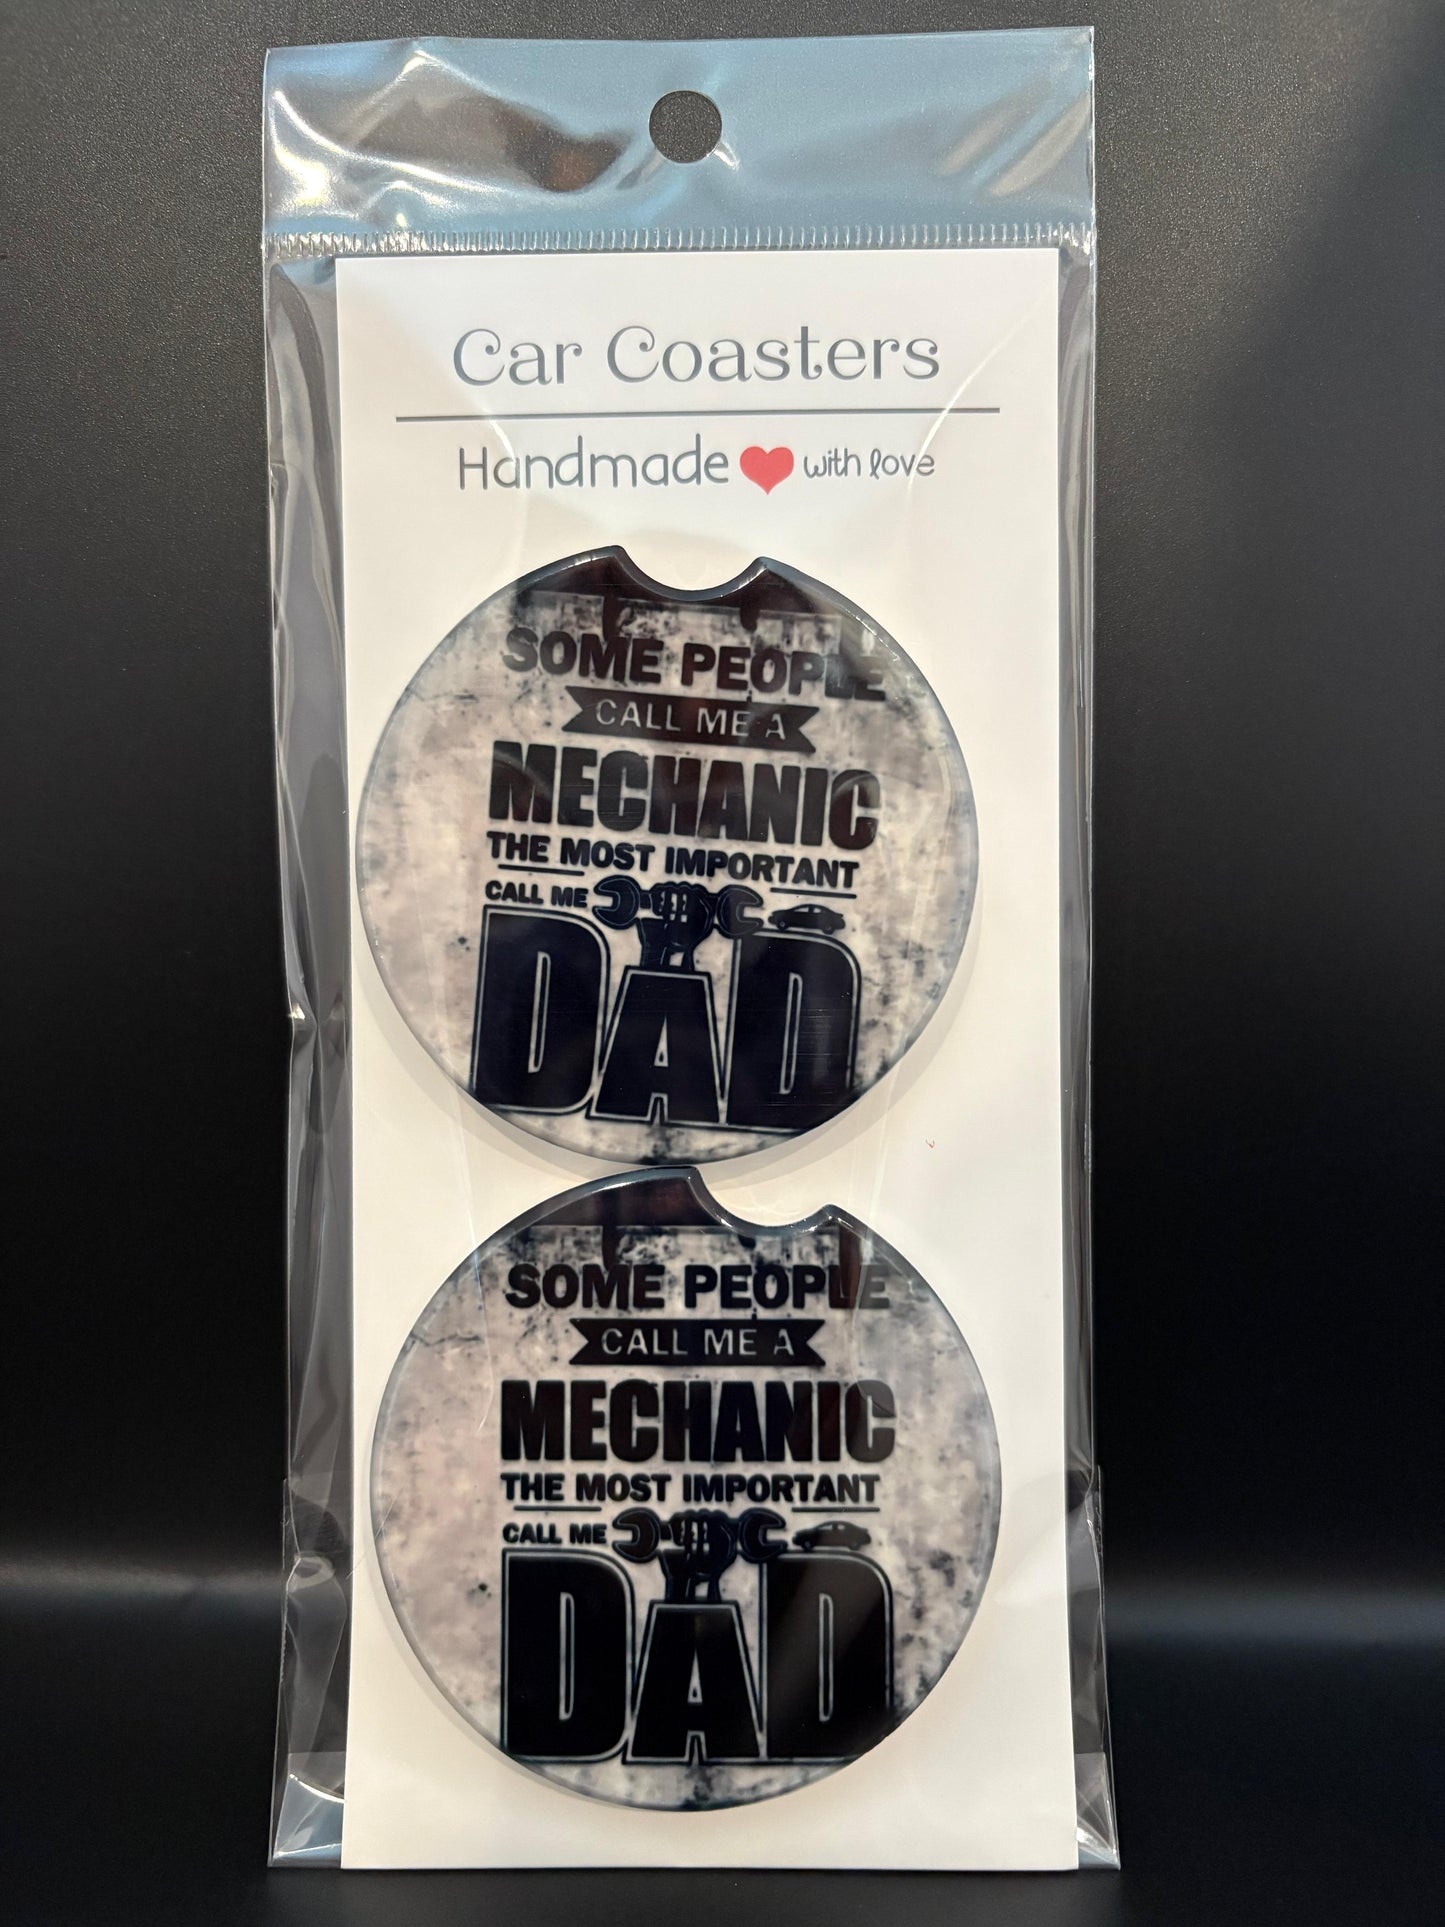 Car Coasters
Handmade with love
SOME PEOPLE
CALL ME A
MECHANIC
THE MOST IMPORTANT
CALL ME
DAD
SOME PEOPLE
CALL ME A
MECHANIC
THE MOST IMPORTANT
CALL ME
DAD